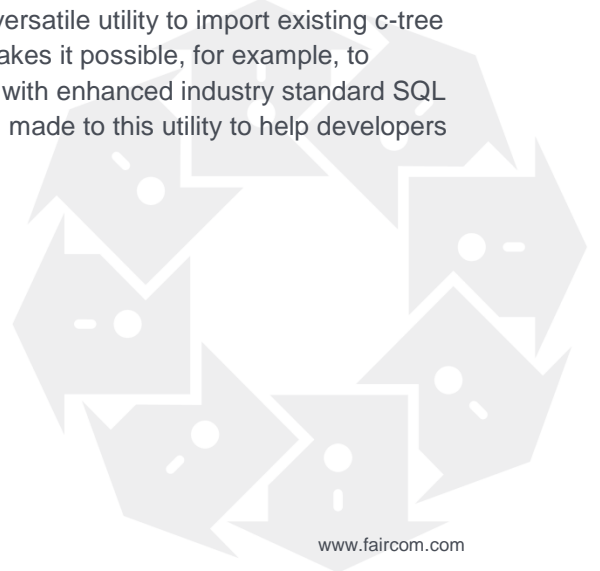 versatile utility to import existing c-tree
akes it possible, for example, to
with enhanced industry standard SQL
made to this utility to help developers
www.faircom.com